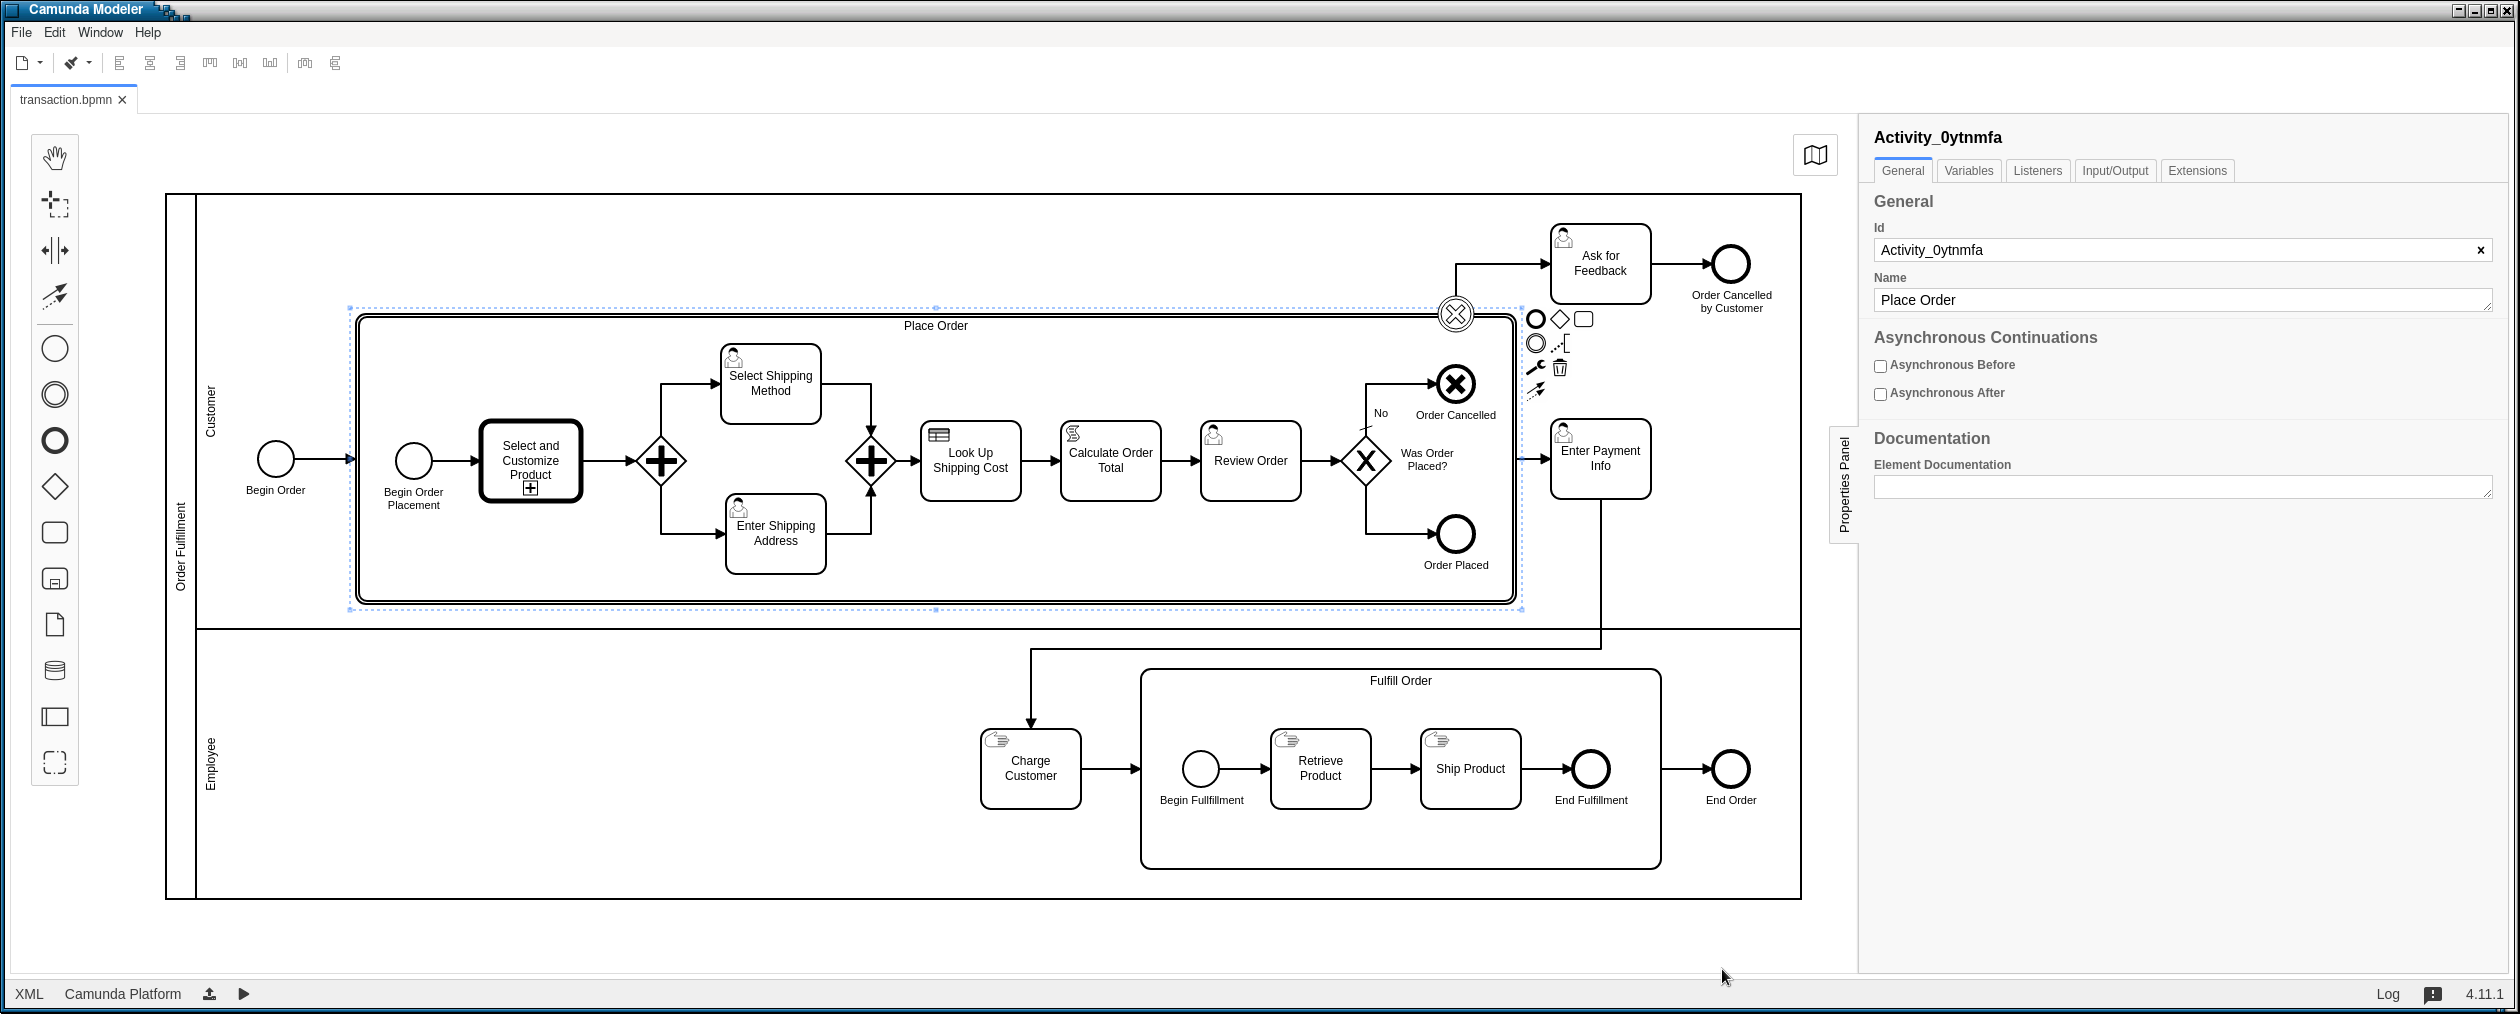 Camunda Modeler
File Edit Window Help
transaction.bpmn
Order Fulfillment
Customer
Begin Order
Place Order
Begin Order
Placement
Select and
Customize
Product
Select Shipping
Method
Enter Shipping
Address
Look Up
Shipping Cost
Calculate Order
Total
Review Order
No
Was Order
Placed?
Order Cancelled
Order Placed
Ask for
Feedback
Order Cancelled
by Customer
Enter Payment
Info
Employee
Charge
Customer
Fulfill Order
Begin Fullfillment
Retrieve
Product
Ship Product
End Fulfillment
End Order
Properties Panel
Activity_0ytnmfa
General Variables Listeners Input/Output Extensions
General
Id
Activity_0ytnmfa
Name
Place Order
Asynchronous Continuations
Asynchronous Before
Asynchronous After
Documentation
Element Documentation
XML Camunda Platform
Log 4.11.1